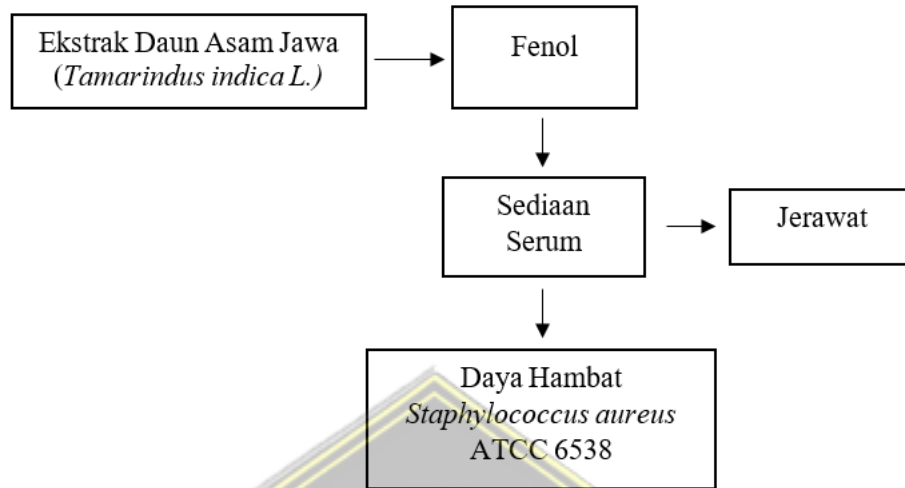 Ekstrak Daun Asam Jawa
(Tamarindus indica L.)
Fenol
Sediaan
Serum
Jerawat
Daya Hambat
Staphylococcus aureus
ATCC 6538